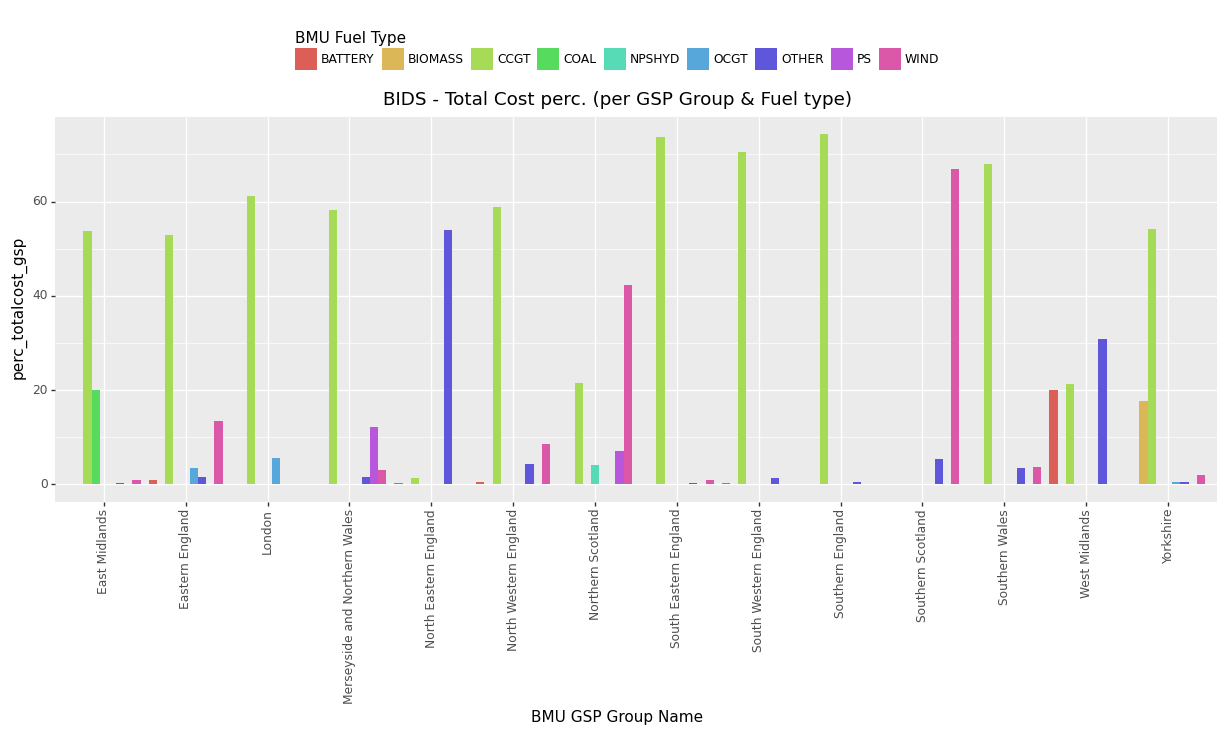 BMU Fuel Type
BATTERY BIOMASS CCGT COAL NPSHYD OCGT OTHER PS WIND
BIDS - Total Cost perc. (per GSP Group & Fuel type)
perc_totalcost_gsp
60
40
20
0
East Midlands
Eastern England
London
Merseyside and Northern Wales
North Eastern England
North Western England
Northern Scotland
South Eastern England
South Western England
Southern England
Southern Scotland
Southern Wales
West Midlands
Yorkshire
BMU GSP Group Name